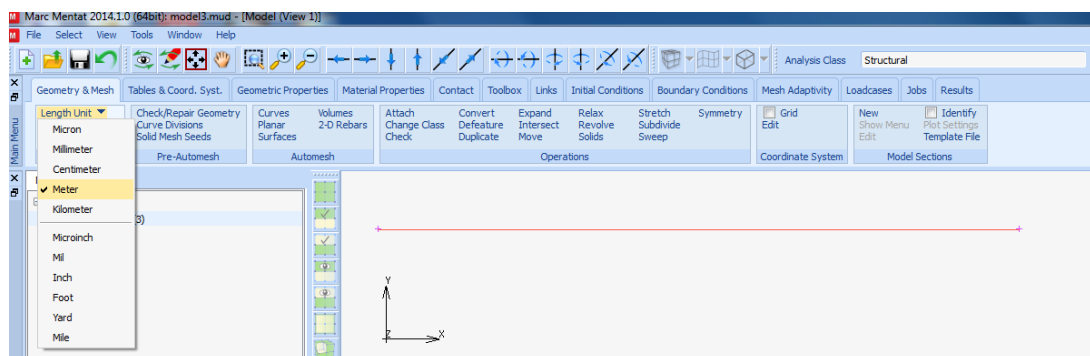 Marc Mentat 2014.1.0 (64bit): model3.mud - [Model (View 1)]
File Select View Tools Window Help
Analysis Class Structural
Geometry & Mesh Tables & Coord. Syst. Geometric Properties Material Properties Contact Toolbox Links Initial Conditions Boundary Conditions Mesh Adaptivity Loadcases Jobs Results
Main Menu
Length Unit Check/Repair Geometry Curves Volumes Attach Convert Expand Relax Stretch Symmetry Grid New Identify
Micron Curve Divisions Planar 2-D Rebars Change Class Defeature Intersect Revolve Subdivide Edit Show Menu Plot Settings
Millimeter Solid Mesh Seeds Surfaces Check Duplicate Move Solids Sweep Edit Template File
Pre-Automesh Automesh Operations Coordinate System Model Sections
Centimeter
Meter
Kilometer
3)
Microinch
Mil
Inch
Foot
Yard
Mile
Y
Z X